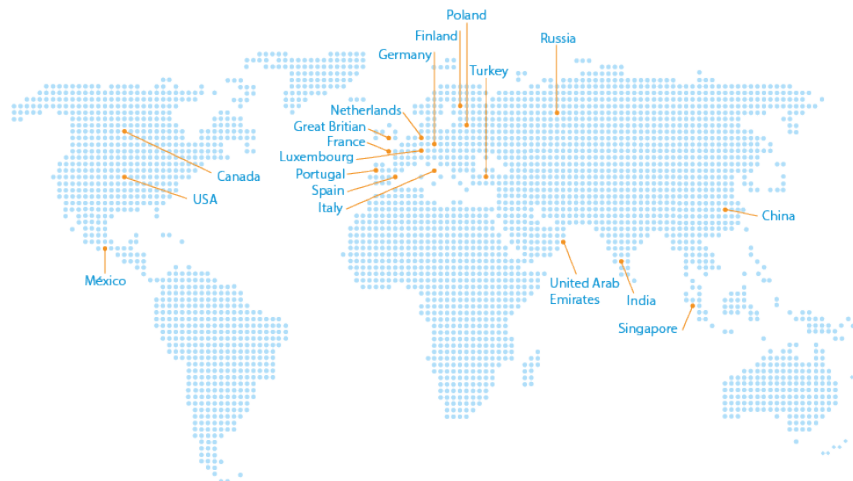 Poland
Finland
Russia
Germany
Turkey
Netherlands
Great Britian
France
Luxembourg
Portugal
Canada
Spain
USA
Italy
China
México
United Arab
Emirates
India
Singapore